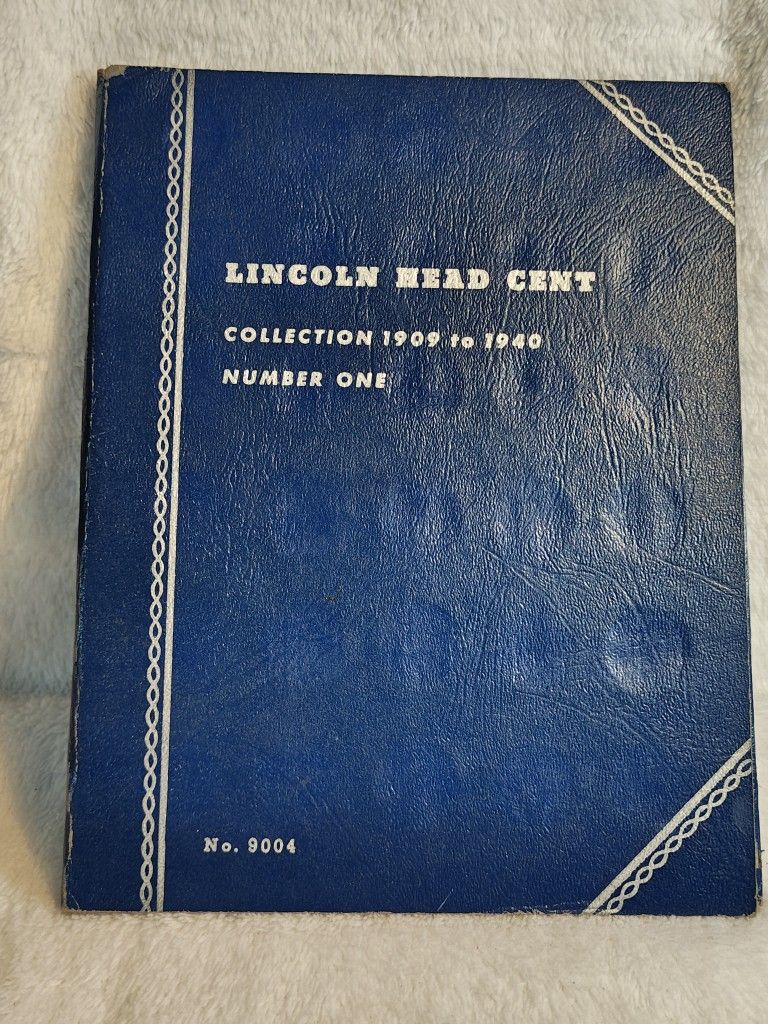 LINCOLN HEAD CENT
COLLECTION 1909 to 1940
NUMBER ONE
No. 9004